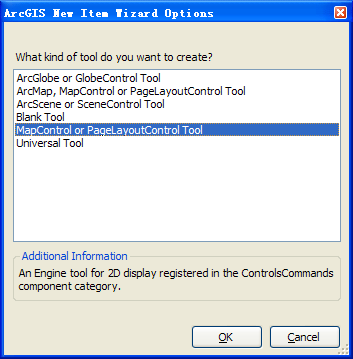 ArcGIS New Item Wizard Options
What kind of tool do you want to create?
ArcGlobe or GlobeControl Tool
ArcMap, MapControl or PageLayoutControl Tool
ArcScene or SceneControl Tool
Blank Tool
MapControl or PageLayoutControl Tool
Universal Tool
Additional Information
An Engine tool for 2D display registered in the ControlsCommands
component category.
OK Cancel